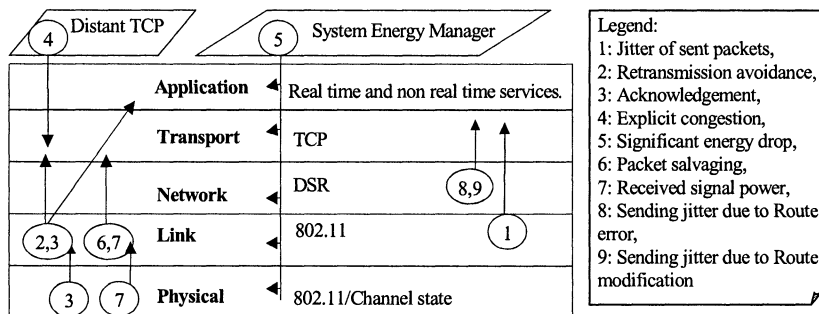 Distant TCP
4
System Energy Manager
5
Application
Real time and non real time services.
Transport
TCP
Network
DSR
8,9
Link
802.11
2,3
6,7
1
Physical
802.11/Channel state
3
7
Legend:
1: Jitter of sent packets,
2: Retransmission avoidance,
3: Acknowledgement,
4: Explicit congestion,
5: Significant energy drop,
6: Packet salvaging,
7: Received signal power,
8: Sending jitter due to Route
error,
9: Sending jitter due to Route
modification